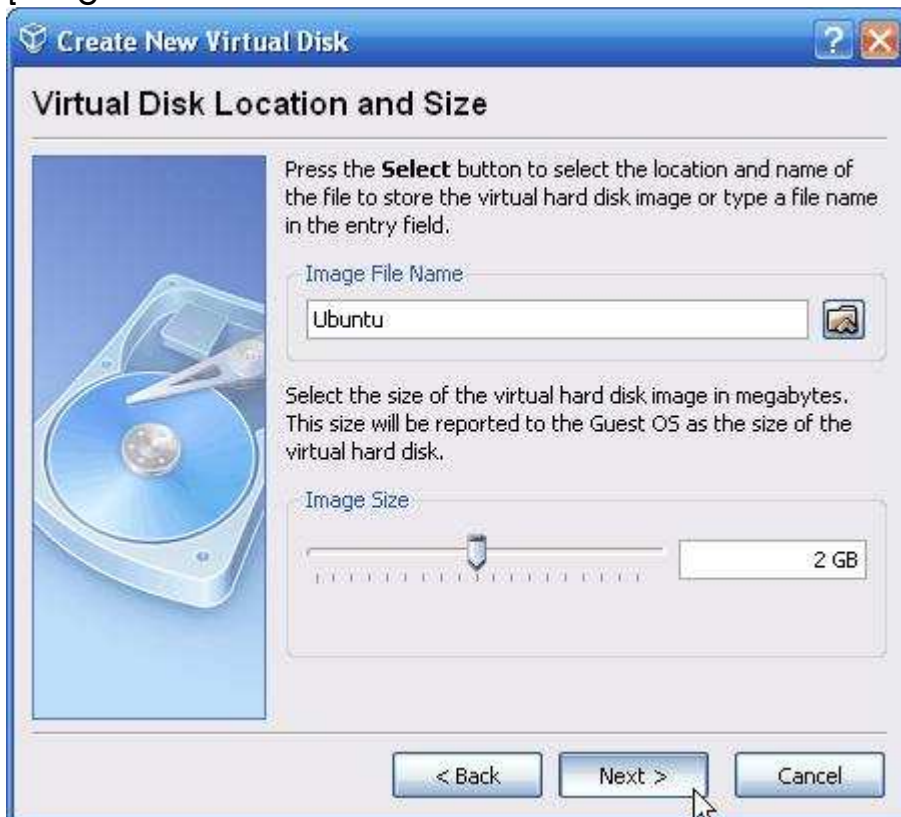 Create New Virtual Disk
Virtual Disk Location and Size
Press the Select button to select the location and name of
the file to store the virtual hard disk image or type a file name
in the entry field.
Image File Name
Ubuntu
Select the size of the virtual hard disk image in megabytes.
This size will be reported to the Guest OS as the size of the
virtual hard disk.
Image Size
2 GB
< Back Next > Cancel